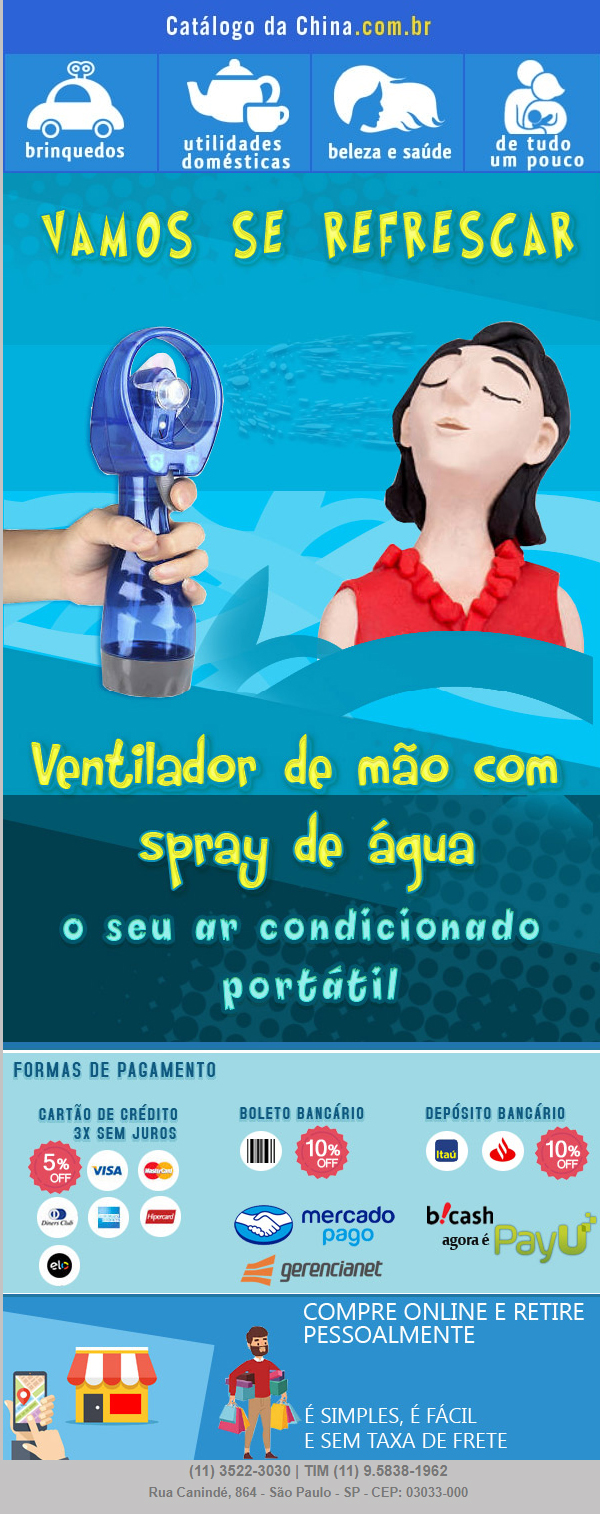 Catálogo da China.com.br
brinquedos
utilidades
domésticas
beleza e saúde
de tudo
um pouco
VAMOS SE REFRESCAR
Ventilador de mão com
spray de água
o seu ar condicionado
portátil
FORMAS DE PAGAMENTO
CARTÃO DE CRÉDITO
3X SEM JUROS
5%
OFF
VISA
MasterCard
Diners Club
AMERICAN EXPRESS
Hipercard
elo
BOLETO BANCÁRIO
10%
OFF
mercado
pago
gerencianet
DEPÓSITO BANCÁRIO
Itaú
10%
OFF
b!cash
agora é
PayU
COMPRE ONLINE E RETIRE
PESSOALMENTE
É SIMPLES, É FÁCIL
E SEM TAXA DE FRETE
(11) 3522-3030 | TIM (11) 9.5838-1962
Rua Canindé, 864 - São Paulo - SP - CEP: 03033-000